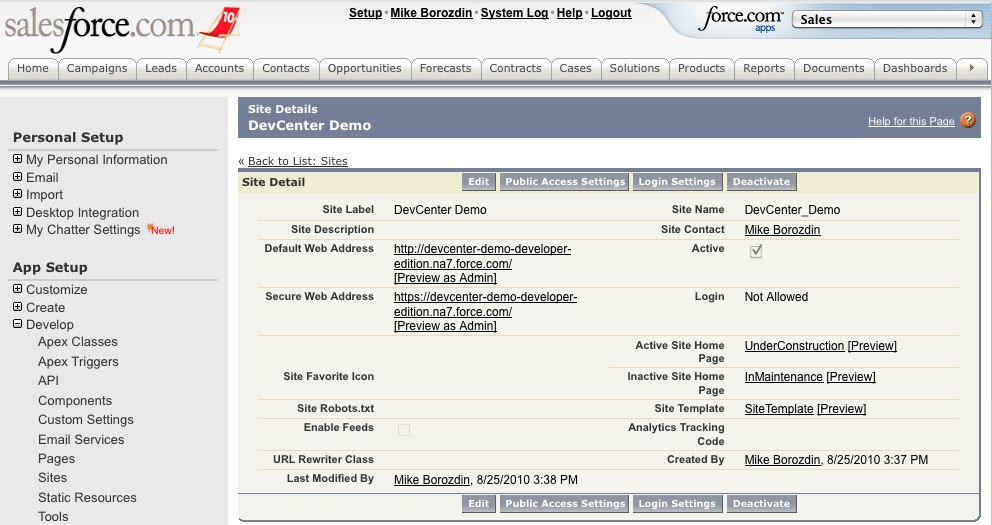 salesforce.com 10
Setup · Mike Borozdin · System Log · Help · Logout
force.com apps
Sales
Home Campaigns Leads Accounts Contacts Opportunities Forecasts Contracts Cases Solutions Products Reports Documents Dashboards
Personal Setup
My Personal Information
Email
Import
Desktop Integration
My Chatter Settings New!
App Setup
Customize
Create
Develop
Apex Classes
Apex Triggers
API
Components
Custom Settings
Email Services
Pages
Sites
Static Resources
Tools
Site Details
DevCenter Demo
Help for this Page ?
« Back to List: Sites
Site Detail Edit Public Access Settings Login Settings Deactivate
Site Label DevCenter Demo Site Name DevCenter_Demo
Site Description Site Contact Mike Borozdin
Default Web Address http://devcenter-demo-developer- Active
edition.na7.force.com/
[Preview as Admin]
Secure Web Address https://devcenter-demo-developer- Login Not Allowed
edition.na7.force.com/
[Preview as Admin]
Active Site Home UnderConstruction [Preview]
Page
Site Favorite Icon Inactive Site Home InMaintenance [Preview]
Page
Site Robots.txt Site Template SiteTemplate [Preview]
Enable Feeds Analytics Tracking
Code
URL Rewriter Class Created By Mike Borozdin, 8/25/2010 3:37 PM
Last Modified By Mike Borozdin, 8/25/2010 3:38 PM
Edit Public Access Settings Login Settings Deactivate